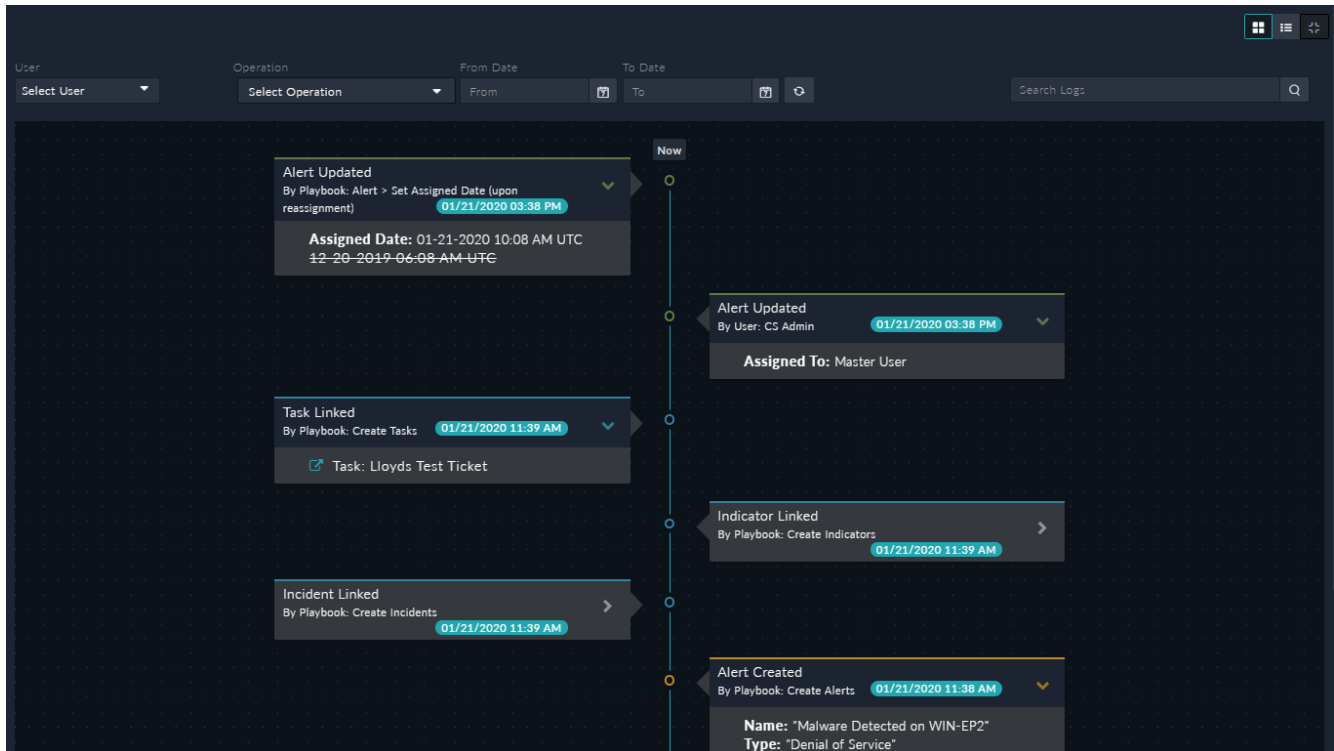 User
Operation
From Date
To Date
Select User
Select Operation
From
To
Search Logs
Now
Alert Updated
By Playbook: Alert > Set Assigned Date (upon
reassignment)
01/21/2020 03:38 PM
Assigned Date: 01-21-2020 10:08 AM UTC
12-20-2019 06:08 AM UTC
Alert Updated
By User: CS Admin
01/21/2020 03:38 PM
Assigned To: Master User
Task Linked
By Playbook: Create Tasks
01/21/2020 11:39 AM
Task: Lloyds Test Ticket
Indicator Linked
By Playbook: Create Indicators
01/21/2020 11:39 AM
Incident Linked
By Playbook: Create Incidents
01/21/2020 11:39 AM
Alert Created
By Playbook: Create Alerts
01/21/2020 11:38 AM
Name: "Malware Detected on WIN-EP2"
Type: "Denial of Service"